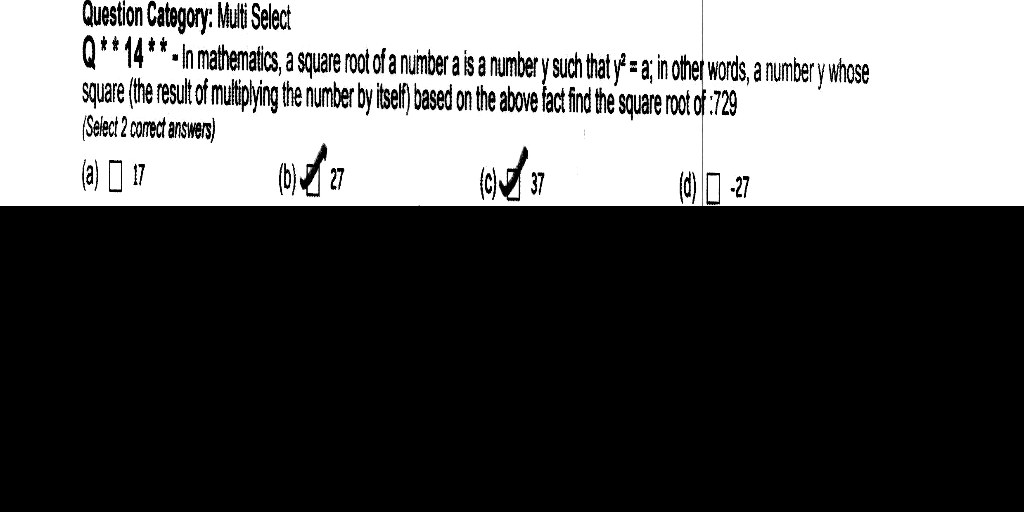 Question Category: Multi Select
Q * * 14 * * - In mathematics, a square root of a number a is a number y such that y² = a; in other words, a number y whose
square (the result of multiplying the number by itself) based on the above fact find the square root of :729
(Select 2 correct answers)
(a) 17 (b) 27 (c) 37 (d) -27